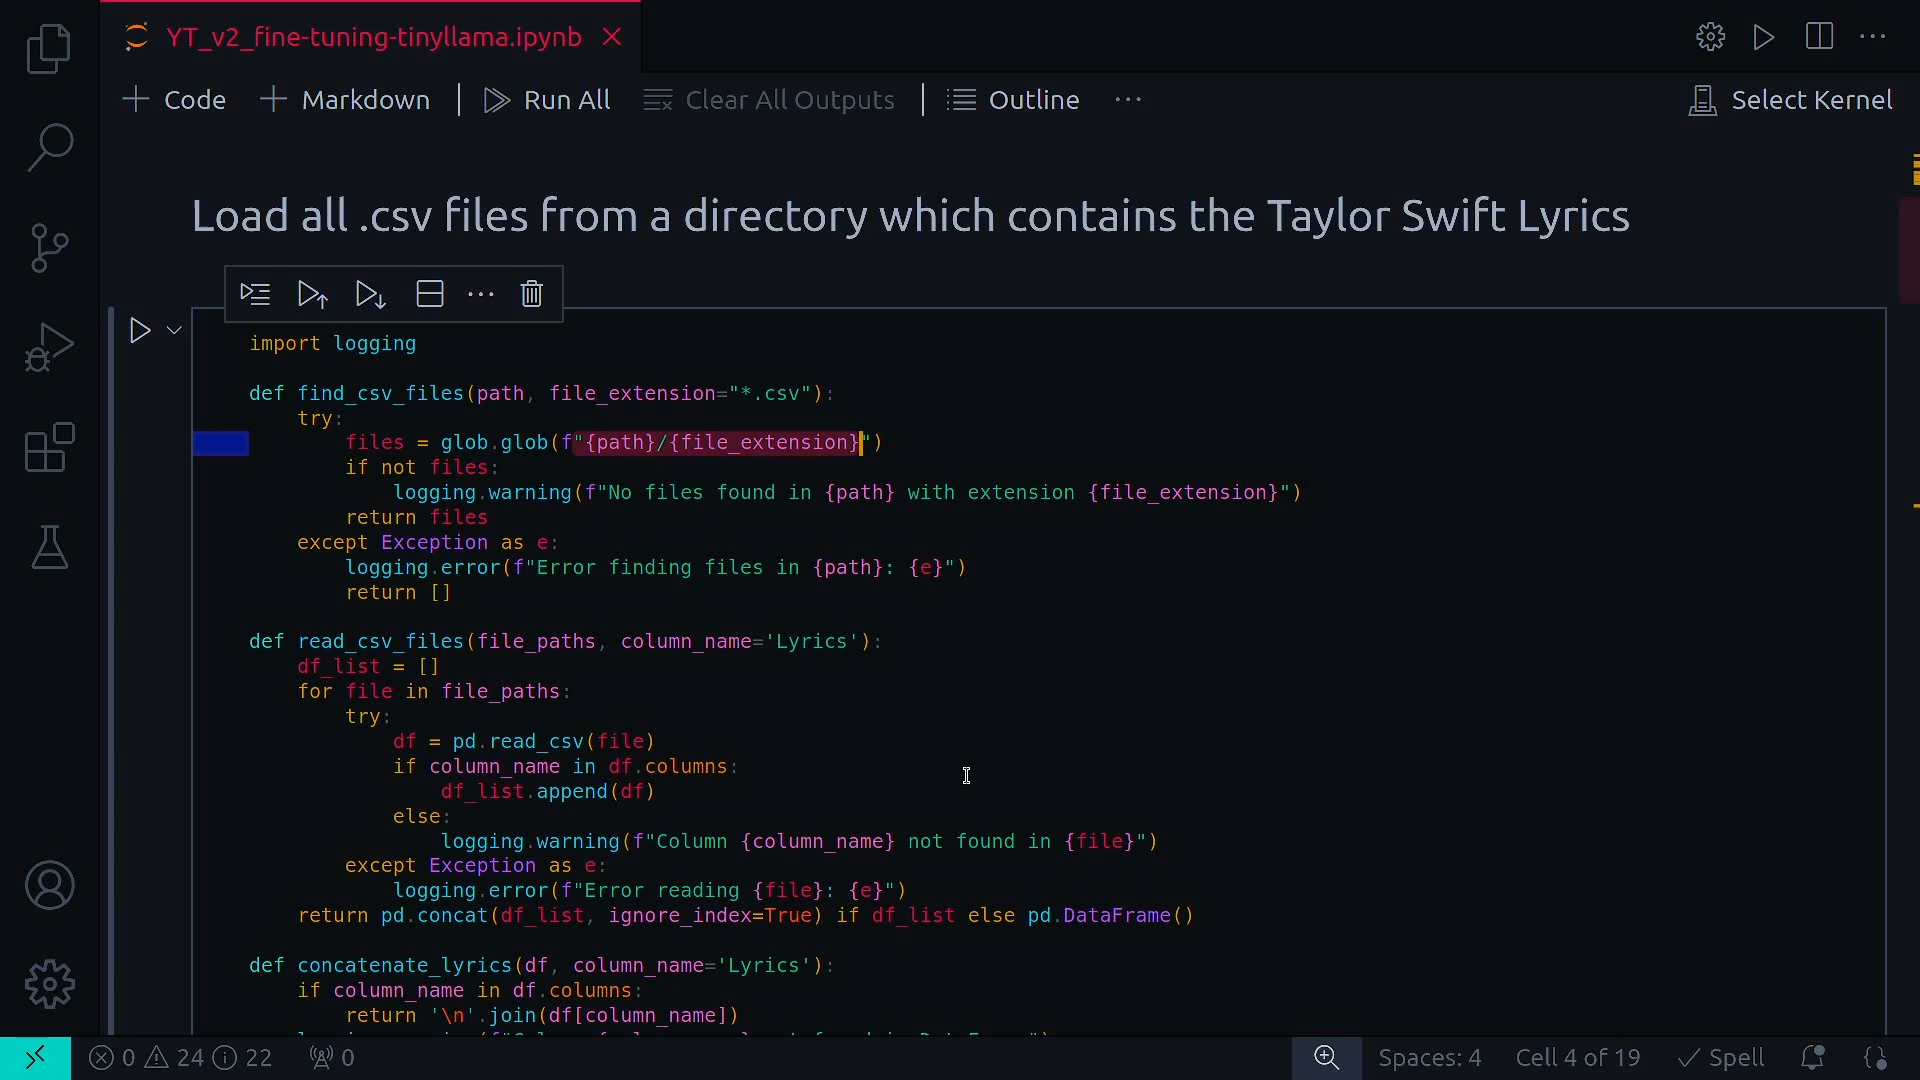 YT_v2_fine-tuning-tinyllama.ipynb
Code Markdown Run All Clear All Outputs Outline Select Kernel
Load all .csv files from a directory which contains the Taylor Swift Lyrics
import logging
def find_csv_files(path, file_extension="*.csv"):
    try:
        files = glob.glob(f"{path}/{file_extension}")
        if not files:
            logging.warning(f"No files found in {path} with extension {file_extension}")
        return files
    except Exception as e:
        logging.error(f"Error finding files in {path}: {e}")
        return []
def read_csv_files(file_paths, column_name='Lyrics'):
    df_list = []
    for file in file_paths:
        try:
            df = pd.read_csv(file)
            if column_name in df.columns:
                df_list.append(df)
            else:
                logging.warning(f"Column {column_name} not found in {file}")
        except Exception as e:
            logging.error(f"Error reading {file}: {e}")
    return pd.concat(df_list, ignore_index=True) if df_list else pd.DataFrame()
def concatenate_lyrics(df, column_name='Lyrics'):
    if column_name in df.columns:
        return '\n'.join(df[column_name])
0 24 22 0 Spaces: 4 Cell 4 of 19 Spell